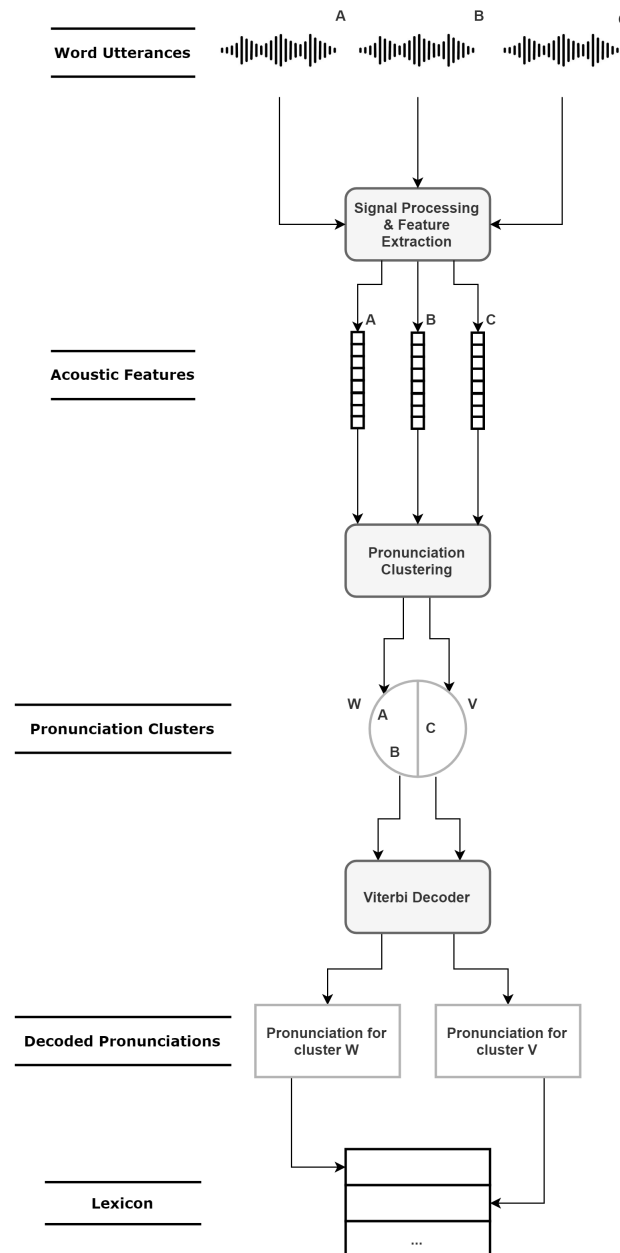 A
B
Word Utterances
Signal Processing
& Feature
Extraction
A
B
C
Acoustic Features
Pronunciation
Clustering
W
V
A
C
B
Pronunciation Clusters
Viterbi Decoder
Pronunciation for
cluster W
Pronunciation for
cluster V
Decoded Pronunciations
Lexicon
...